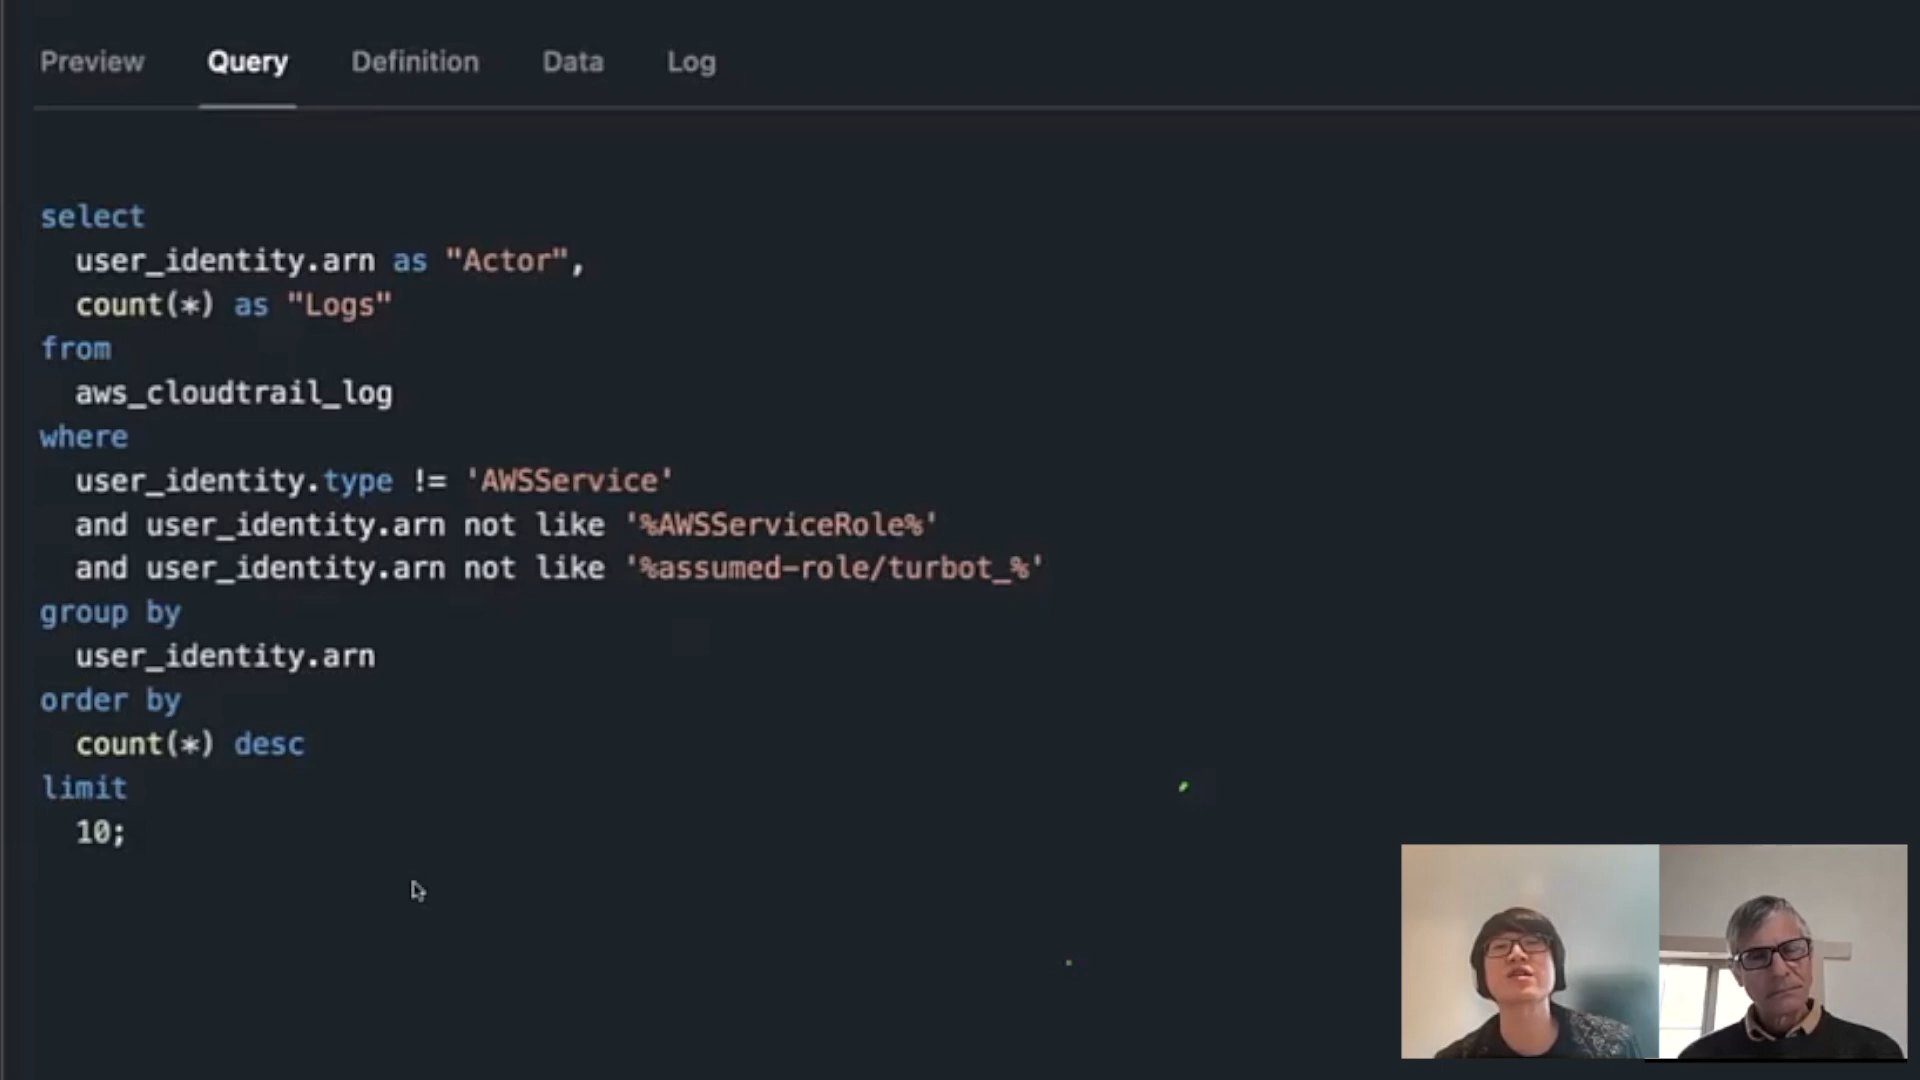 Preview Query Definition Data Log
select
user_identity.arn as "Actor",
count(*) as "Logs"
from
aws_cloudtrail_log
where
user_identity.type != 'AWSService'
and user_identity.arn not like '%AWSServiceRole%'
and user_identity.arn not like '%assumed-role/turbot_%'
group by
user_identity.arn
order by
count(*) desc
limit
10;